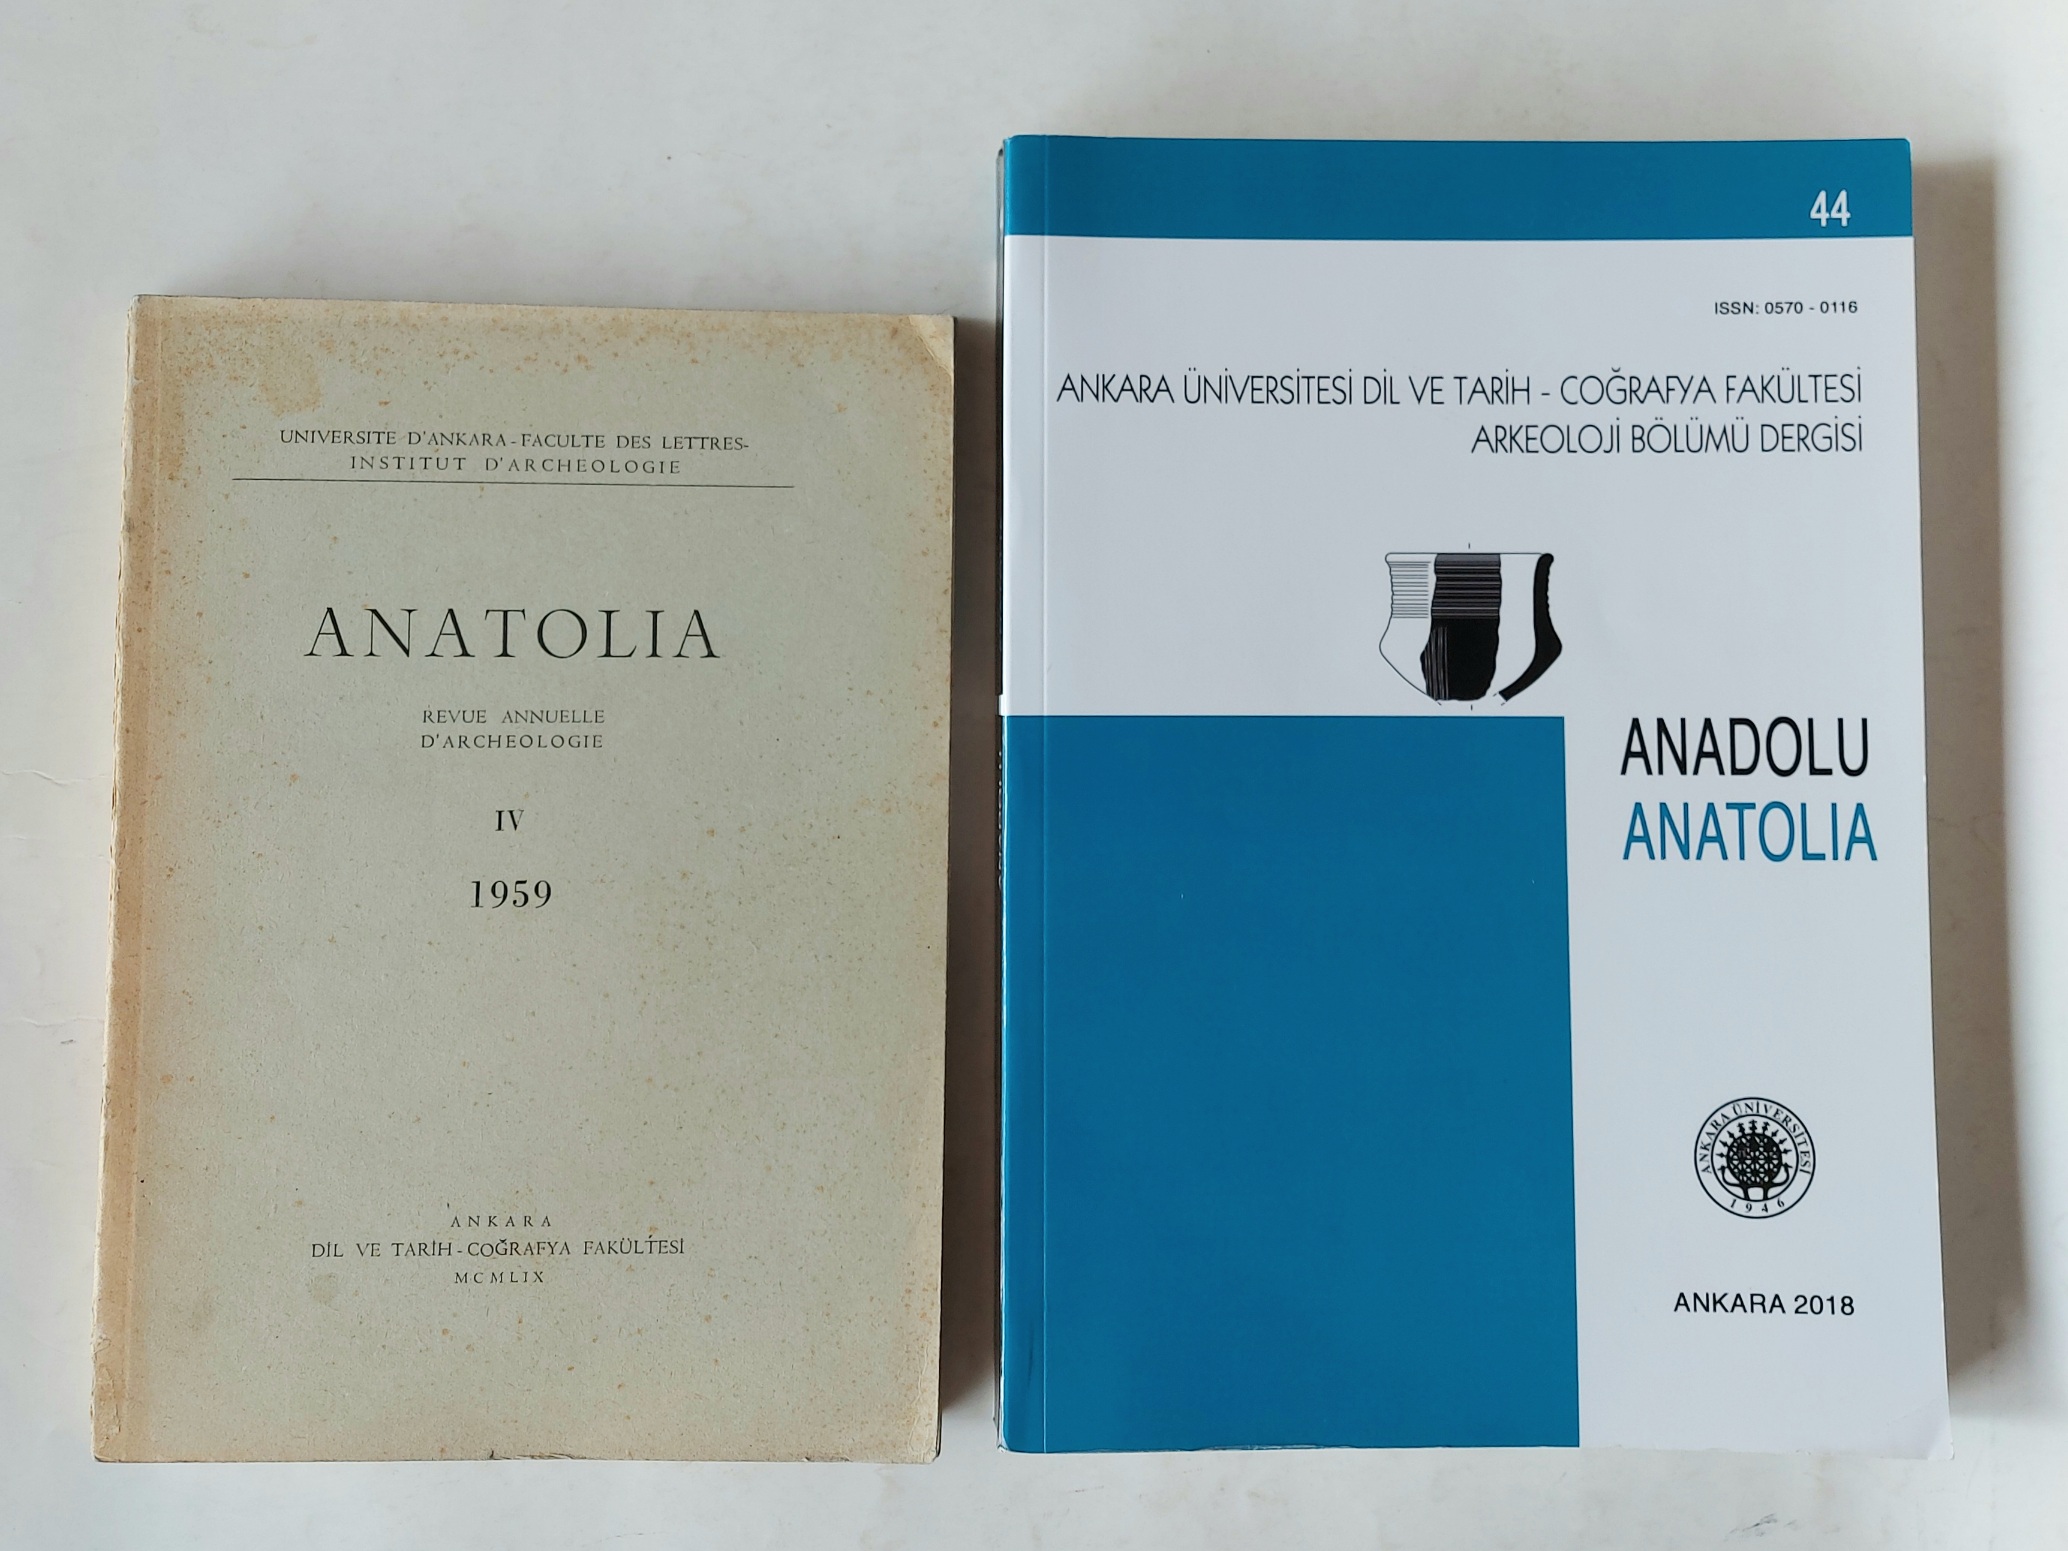 UNIVERSITE D'ANKARA - FACULTE DES LETTRES-
INSTITUT D'ARCHEOLOGIE
ANATOLIA
REVUE ANNUELLE
D'ARCHEOLOGIE
IV
1959
ANKARA
DİL VE TARİH - COĞRAFYA FAKÜLTESİ
MCMLIX
44
ISSN: 0570 - 0116
ANKARA ÜNİVERSİTESİ DİL VE TARİH - COĞRAFYA FAKÜLTESİ
ARKEOLOJİ BÖLÜMÜ DERGİSİ
ANADOLU
ANATOLIA
ANKARA ÜNİVERSİTESİ
1946
ANKARA 2018